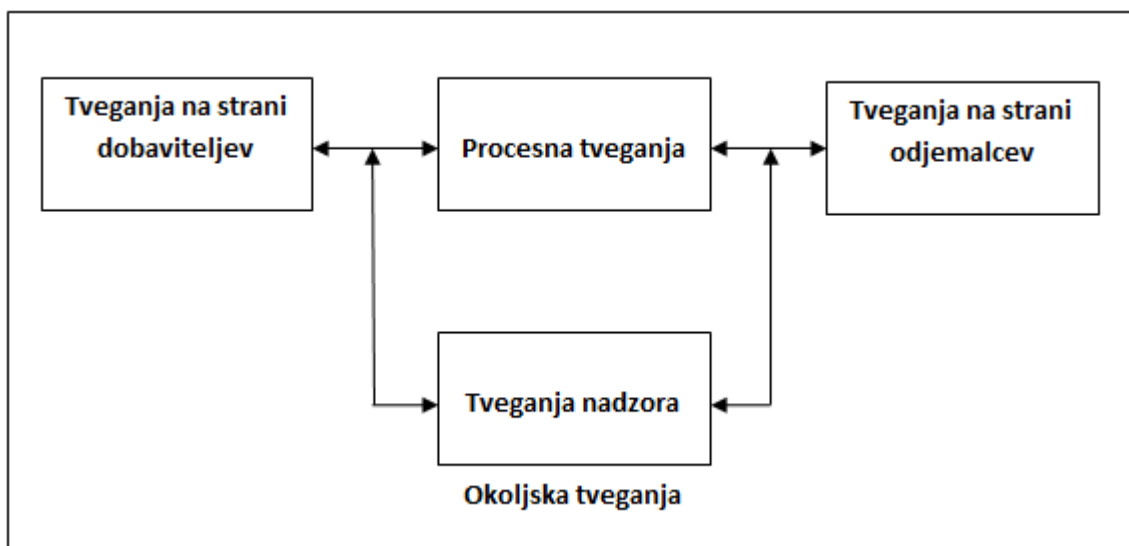 Tveganja na strani
dobaviteljev
Procesna tveganja
Tveganja na strani
odjemalcev
Tveganja nadzora
Okoljska tveganja